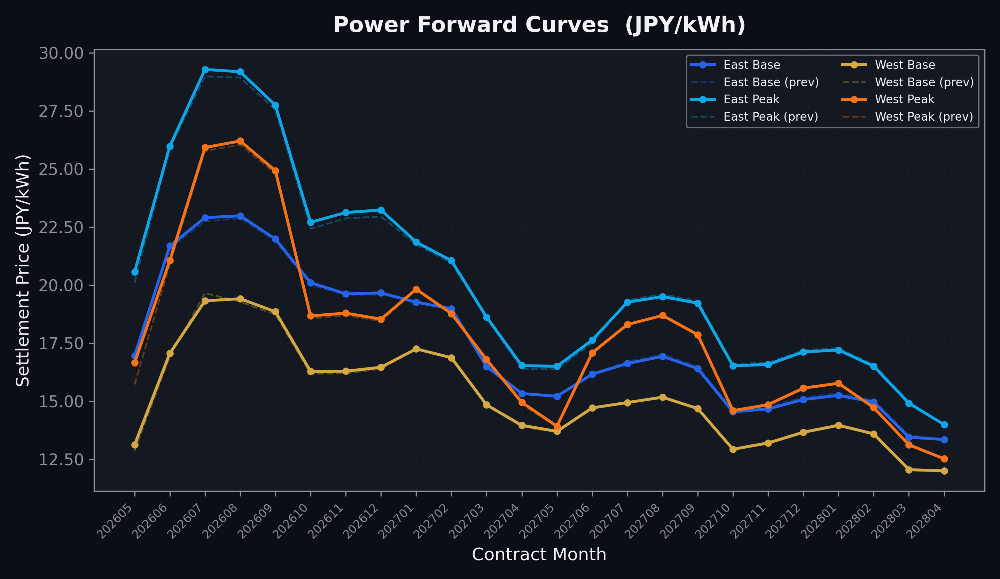 Power Forward Curves (JPY/kWh)
30.00
27.50
25.00
22.50
20.00
17.50
15.00
12.50
Settlement Price (JPY/kWh)
East Base
East Base (prev)
East Peak
East Peak (prev)
West Base
West Base (prev)
West Peak
West Peak (prev)
202605
202606
202607
202608
202609
202610
202611
202612
202701
202702
202703
202704
202705
202706
202707
202708
202709
202710
202711
202712
202801
202802
202803
202804
Contract Month